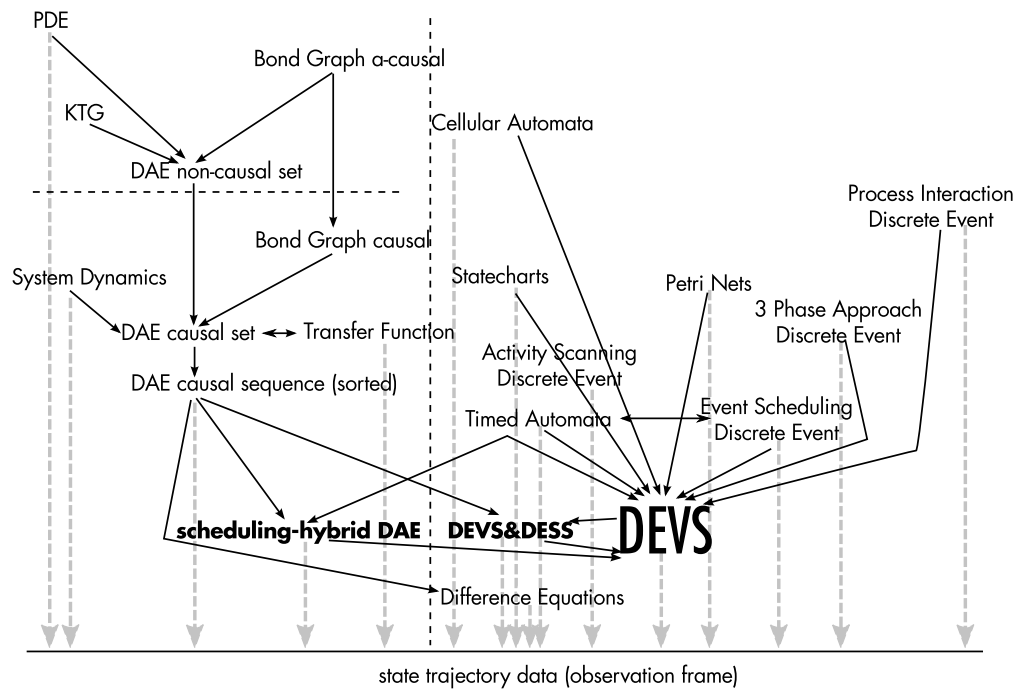 PDE
Bond Graph a-causal
KTG
Cellular Automata
DAE non-causal set
Process Interaction
Discrete Event
Bond Graph causal
System Dynamics
Statecharts
Petri Nets
3 Phase Approach
Discrete Event
DAE causal set
Transfer Function
Activity Scanning
Discrete Event
DAE causal sequence (sorted)
Timed Automata
Event Scheduling
Discrete Event
scheduling-hybrid DAE
DEVS&DESS
DEVS
Difference Equations
state trajectory data (observation frame)